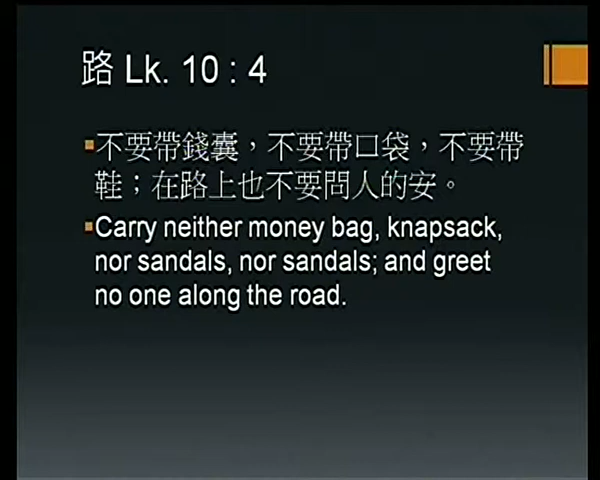 路 Lk. 10 : 4
不要帶錢囊，不要帶口袋，不要帶
鞋；在路上也不要問人的安。
Carry neither money bag, knapsack,
nor sandals, nor sandals; and greet
no one along the road.